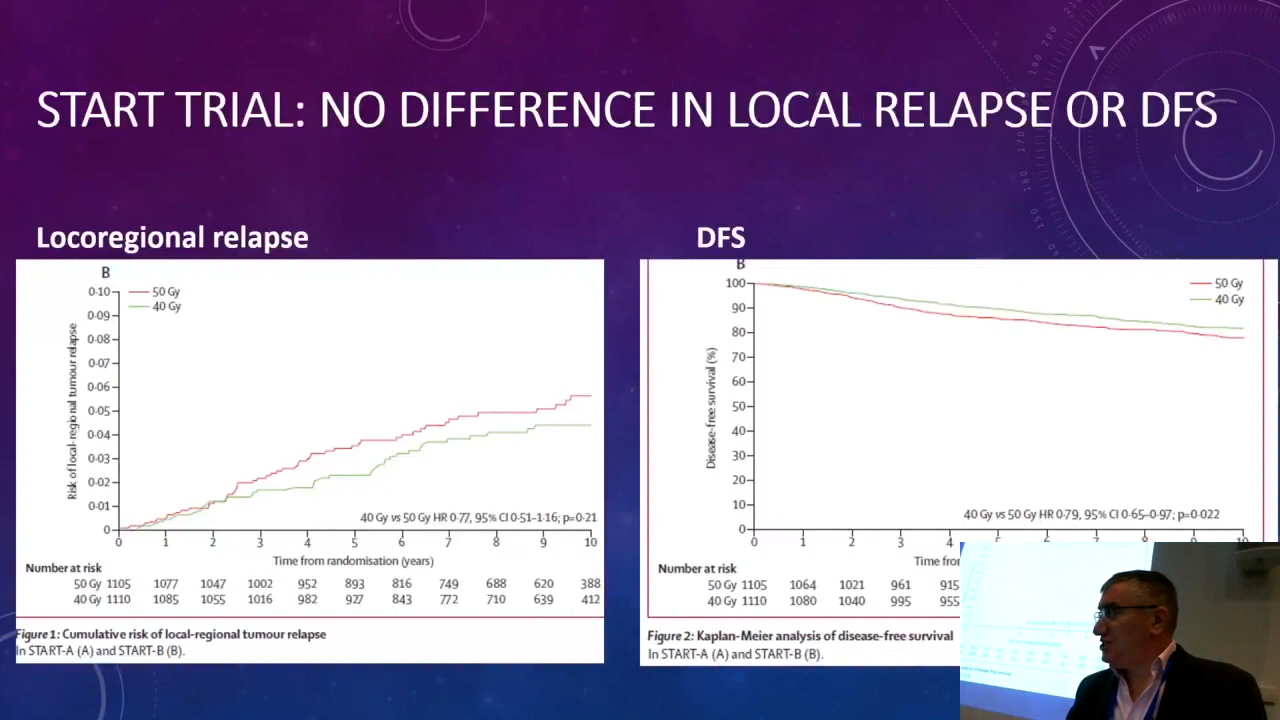 START TRIAL: NO DIFFERENCE IN LOCAL RELAPSE OR DFS
Locoregional relapse
B
50 Gy
40 Gy
0·10
0·09
0·08
0·07
0·06
0·05
0·04
0·03
0·02
0·01
0
Risk of local-regional tumour relapse
40 Gy vs 50 Gy HR 0·77, 95% CI 0·51–1·16; p=0·21
0 1 2 3 4 5 6 7 8 9 10
Time from randomisation (years)
Number at risk
50 Gy 1105 1077 1047 1002 952 893 816 749 688 620 388
40 Gy 1110 1085 1055 1016 982 927 843 772 710 639 412
Figure 1: Cumulative risk of local-regional tumour relapse
In START-A (A) and START-B (B).
DFS
B
50 Gy
40 Gy
100
90
80
70
60
50
40
30
20
10
0
Disease-free survival (%)
40 Gy vs 50 Gy HR 0·79, 95% CI 0·65–0·97; p=0·022
0 1 2 3 4
Time
Number at risk
50 Gy 1105 1064 1021 961 915
40 Gy 1110 1080 1040 995 955
Figure 2: Kaplan-Meier analysis of disease-free survival
In START-A (A) and START-B (B).